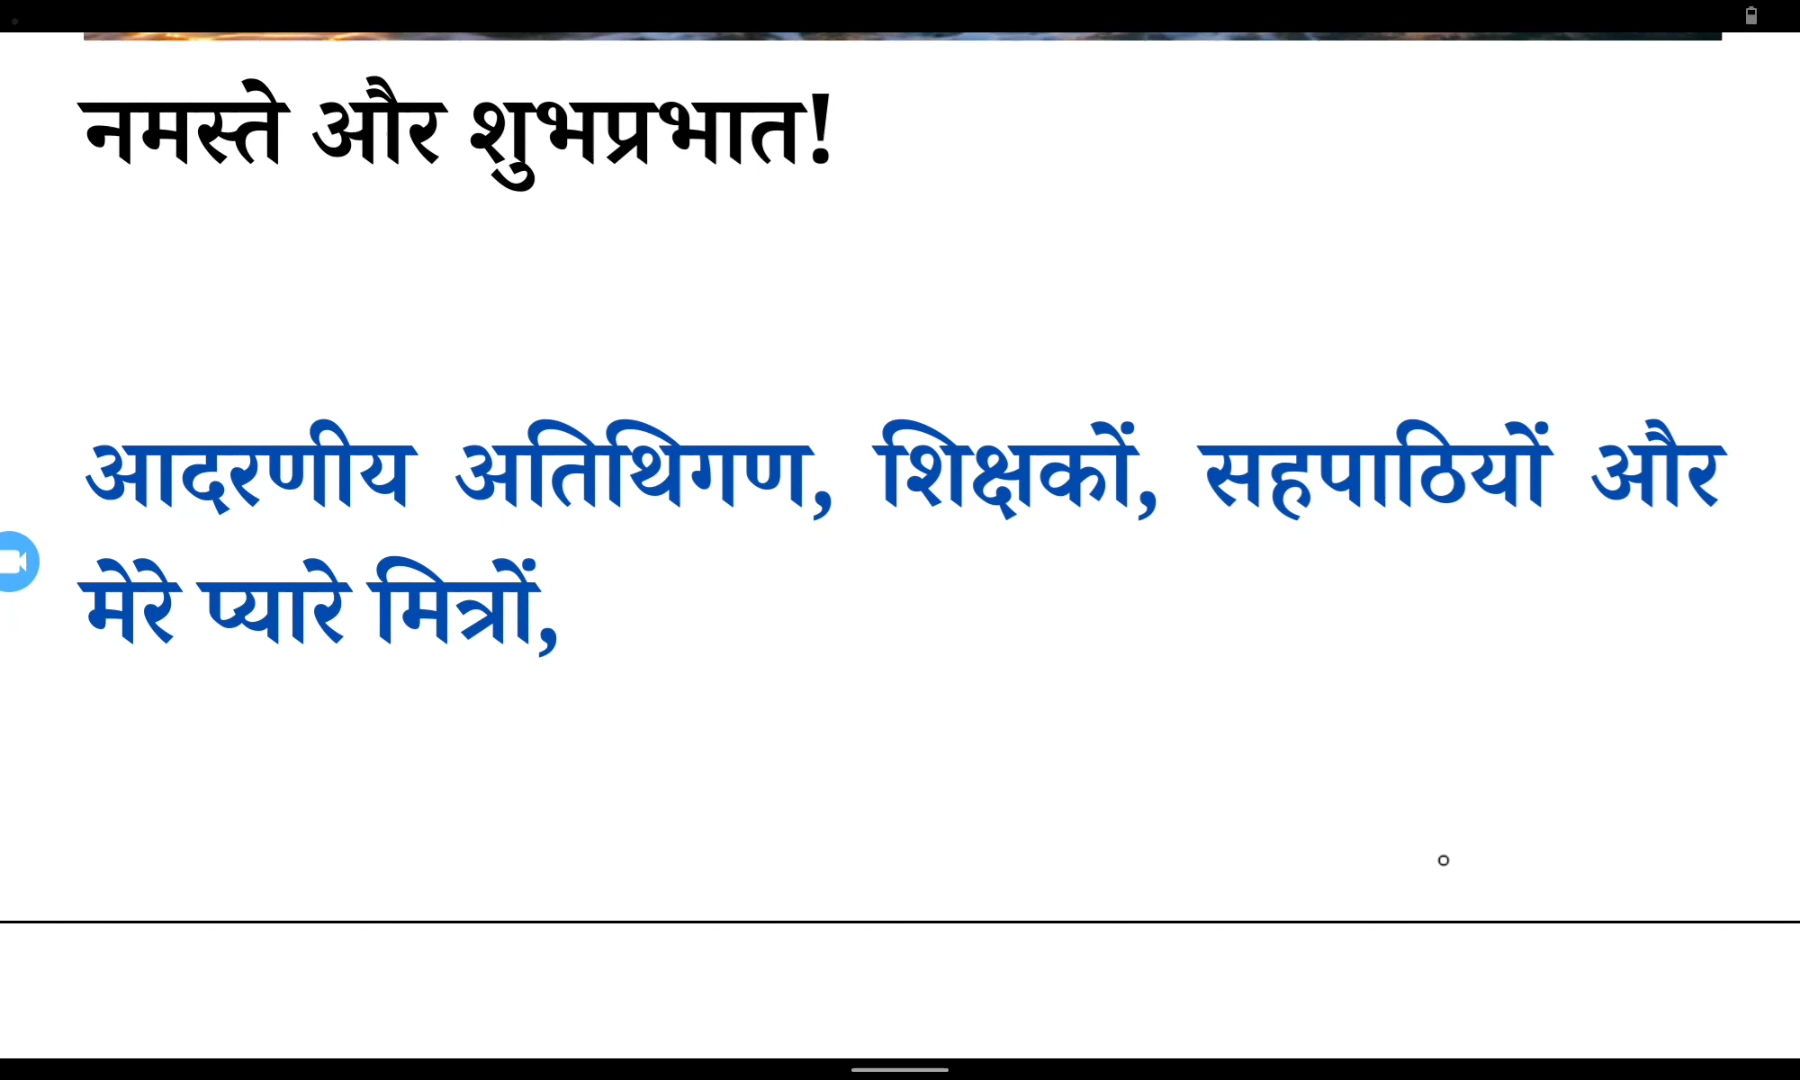 नमस्ते और शुभप्रभात!
आदरणीय अतिथिगण, शिक्षकों, सहपाठियों और
मेरे प्यारे मित्रों,